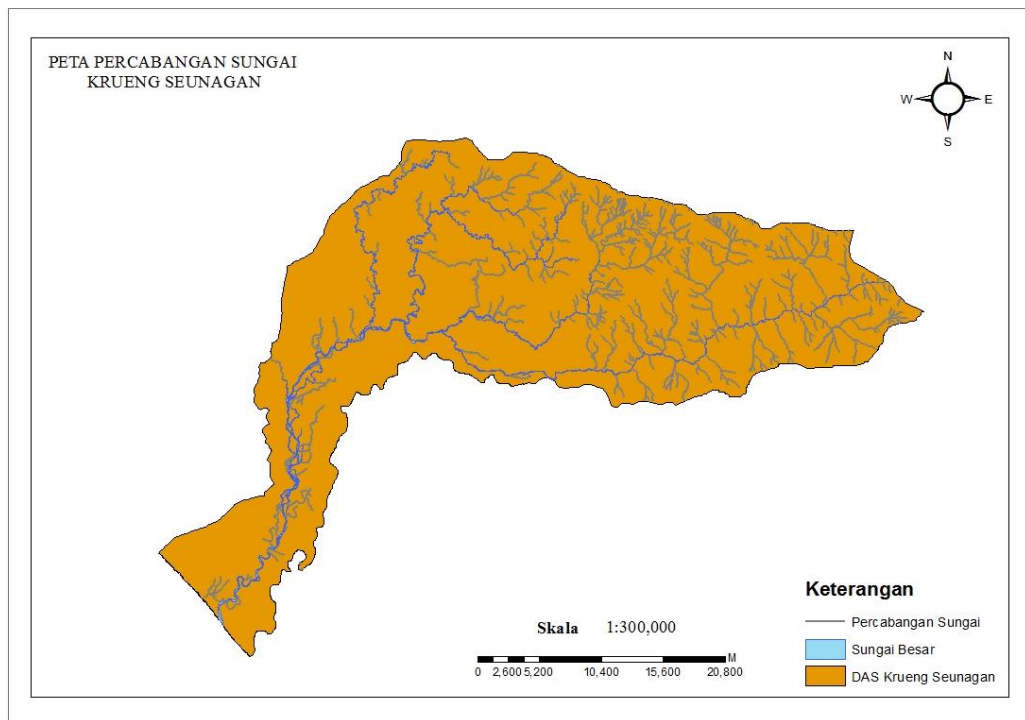 PETA PERCABANGAN SUNGAI
KRUENG SEUNAGAN
N
W E
S
Keterangan
Percabangan Sungai
Sungai Besar
DAS Krueng Seunagan
Skala 1:300,000
M
0 2,600 5,200 10,400 15,600 20,800